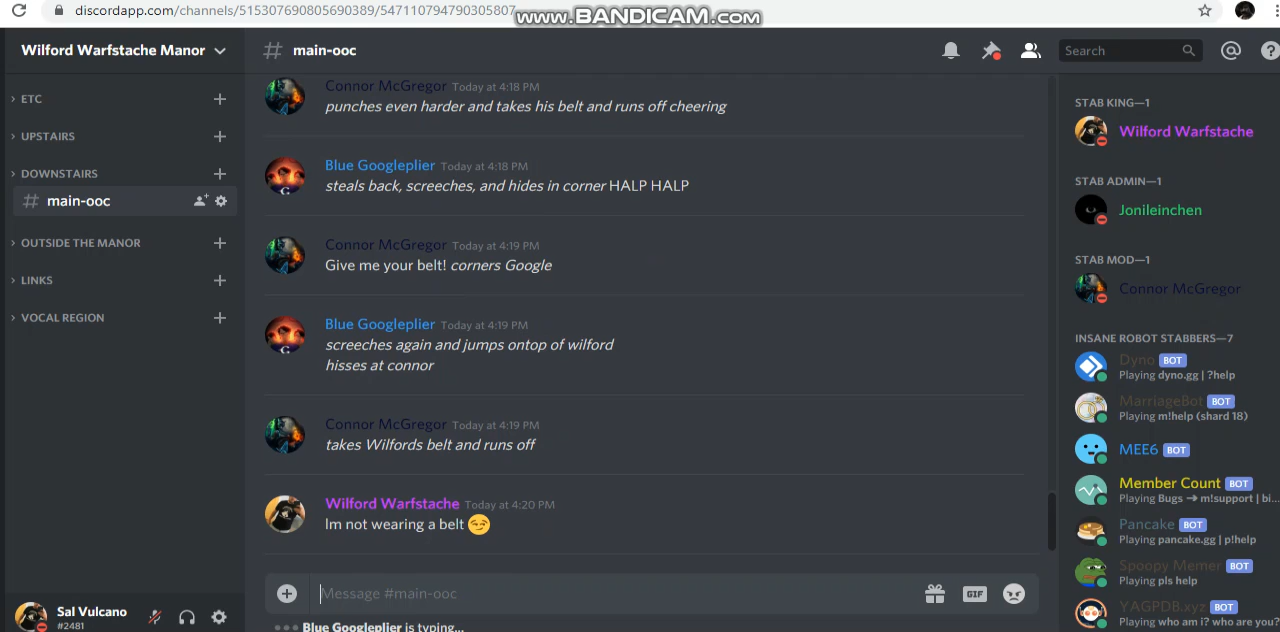 discordapp.com/channels/515307690805690389/547110794790305807
www.BANDICAM.com
Wilford Warfstache Manor
# main-ooc
Search
ETC
UPSTAIRS
DOWNSTAIRS
# main-ooc
OUTSIDE THE MANOR
LINKS
VOCAL REGION
Sal Vulcano
#2481
Connor McGregor Today at 4:18 PM
punches even harder and takes his belt and runs off cheering
Blue Googleplier Today at 4:18 PM
steals back, screeches, and hides in corner HALP HALP
Connor McGregor Today at 4:19 PM
Give me your belt! corners Google
Blue Googleplier Today at 4:19 PM
screeches again and jumps ontop of wilford
hisses at connor
Connor McGregor Today at 4:19 PM
takes Wilfords belt and runs off
Wilford Warfstache Today at 4:20 PM
Im not wearing a belt 😏
Message #main-ooc
GIF
Blue Googleplier is typing...
STAB KING—1
Wilford Warfstache
STAB ADMIN—1
Jonileinchen
STAB MOD—1
Connor McGregor
INSANE ROBOT STABBERS—7
Dyno BOT
Playing dyno.gg | ?help
MarriageBot BOT
Playing m!help (shard 18)
MEE6 BOT
Member Count BOT
Playing Bugs ➔ m!support | bi...
Pancake BOT
Playing pancake.gg | p!help
Spoopy Memer BOT
Playing pls help
YAGPDB.xyz BOT
Playing who am i? who are you?